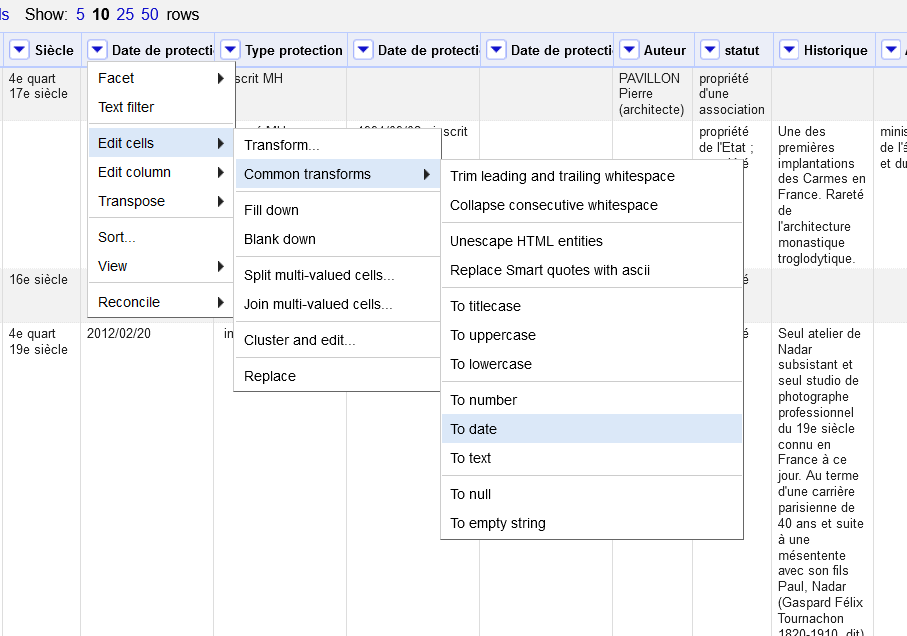 ls Show: 5 10 25 50 rows
Siècle Date de protecti Type protection Date de protecti Date de protecti Auteur statut Historique
4e quart
17e siècle
scrit MH
PAVILLON
Pierre
(architecte)
propriété
d'une
association
Facet
Text filter
Edit cells
Edit column
Transpose
Sort...
View
Reconcile
Transform...
Common transforms
Fill down
Blank down
Split multi-valued cells...
Join multi-valued cells...
Cluster and edit...
Replace
Trim leading and trailing whitespace
Collapse consecutive whitespace
Unescape HTML entities
Replace Smart quotes with ascii
To titlecase
To uppercase
To lowercase
To number
To date
To text
To null
To empty string
propriété
de l'Etat ;
Une des
premières
implantations
des Carmes en
France. Rareté
de
l'architecture
monastique
troglodytique.
minis
de l'é
et du
16e siècle
4e quart
19e siècle
2012/02/20
in
Seul atelier de
Nadar
subsistant et
seul studio de
photographe
professionnel
du 19e siècle
connu en
France à ce
jour. Au terme
d'une carrière
parisienne de
40 ans et suite
à une
mésentente
avec son fils
Paul, Nadar
(Gaspard Félix
Tournachon
1820-1910, dit)